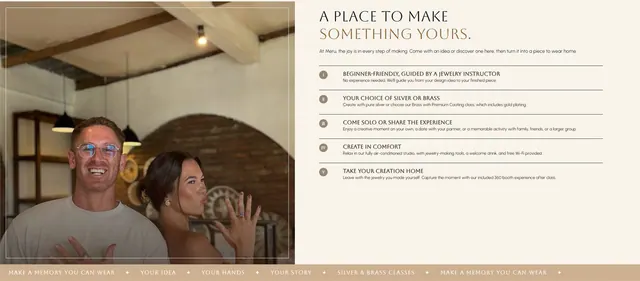 A PLACE TO MAKE
SOMETHING YOURS.
At Meru, the joy is in every step of making. Come with an idea or discover one here, then turn it into a piece to wear home.
BEGINNER-FRIENDLY, GUIDED BY A JEWELRY INSTRUCTOR
No experience needed. We'll guide you from your design idea to your finished piece.
YOUR CHOICE OF SILVER OR BRASS
Create with pure silver or choose our Brass with Premium Coating class, which includes gold plating.
COME SOLO OR SHARE THE EXPERIENCE
Enjoy a creative moment on your own, a date with your partner, or a memorable activity with family, friends, or a larger group.
CREATE IN COMFORT
Relax in our fully air-conditioned studio, with jewelry-making tools, a welcome drink, and free Wi-Fi provided.
TAKE YOUR CREATION HOME
Leave with the jewelry you made yourself. Capture the moment with our included 360 booth experience after class.
MAKE A MEMORY YOU CAN WEAR ✦ YOUR IDEA ✦ YOUR HANDS ✦ YOUR STORY ✦ SILVER & BRASS CLASSES ✦ MAKE A MEMORY YOU CAN WEAR ✦